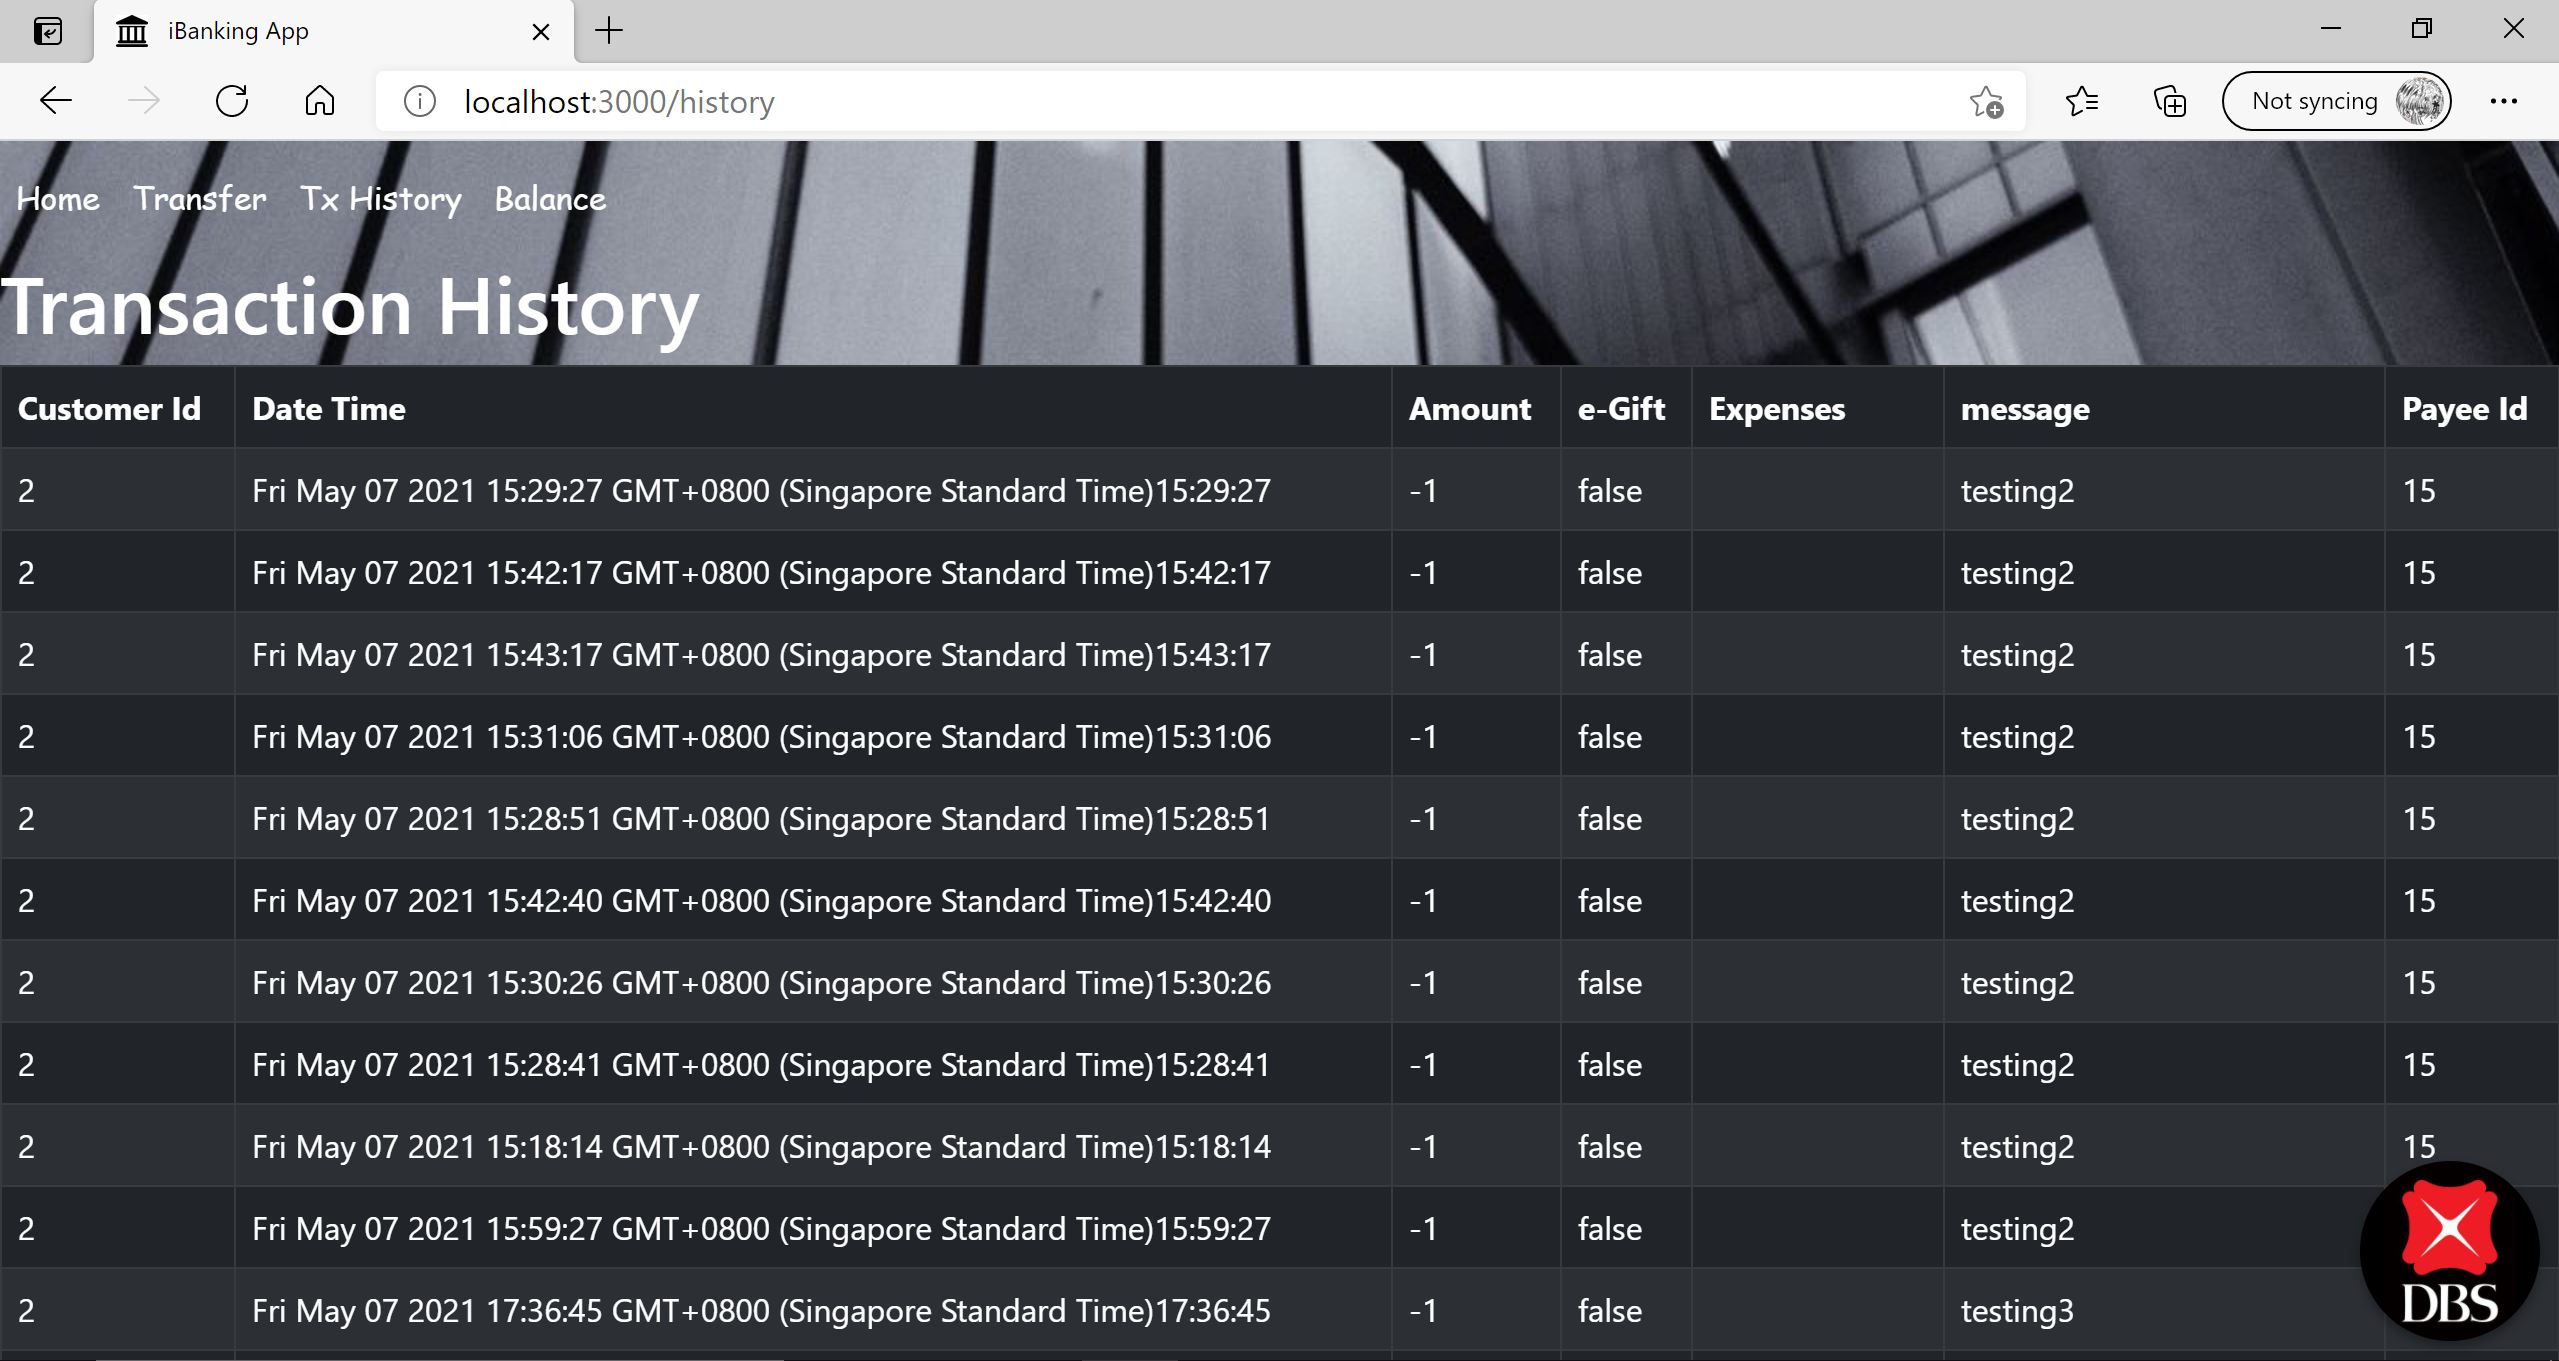 iBanking App
localhost:3000/history
Not syncing
Home Transfer Tx History Balance
Transaction History
Customer Id Date Time Amount e-Gift Expenses message Payee Id
2 Fri May 07 2021 15:29:27 GMT+0800 (Singapore Standard Time)15:29:27 -1 false testing2 15
2 Fri May 07 2021 15:42:17 GMT+0800 (Singapore Standard Time)15:42:17 -1 false testing2 15
2 Fri May 07 2021 15:43:17 GMT+0800 (Singapore Standard Time)15:43:17 -1 false testing2 15
2 Fri May 07 2021 15:31:06 GMT+0800 (Singapore Standard Time)15:31:06 -1 false testing2 15
2 Fri May 07 2021 15:28:51 GMT+0800 (Singapore Standard Time)15:28:51 -1 false testing2 15
2 Fri May 07 2021 15:42:40 GMT+0800 (Singapore Standard Time)15:42:40 -1 false testing2 15
2 Fri May 07 2021 15:30:26 GMT+0800 (Singapore Standard Time)15:30:26 -1 false testing2 15
2 Fri May 07 2021 15:28:41 GMT+0800 (Singapore Standard Time)15:28:41 -1 false testing2 15
2 Fri May 07 2021 15:18:14 GMT+0800 (Singapore Standard Time)15:18:14 -1 false testing2 15
2 Fri May 07 2021 15:59:27 GMT+0800 (Singapore Standard Time)15:59:27 -1 false testing2
2 Fri May 07 2021 17:36:45 GMT+0800 (Singapore Standard Time)17:36:45 -1 false testing3
DBS